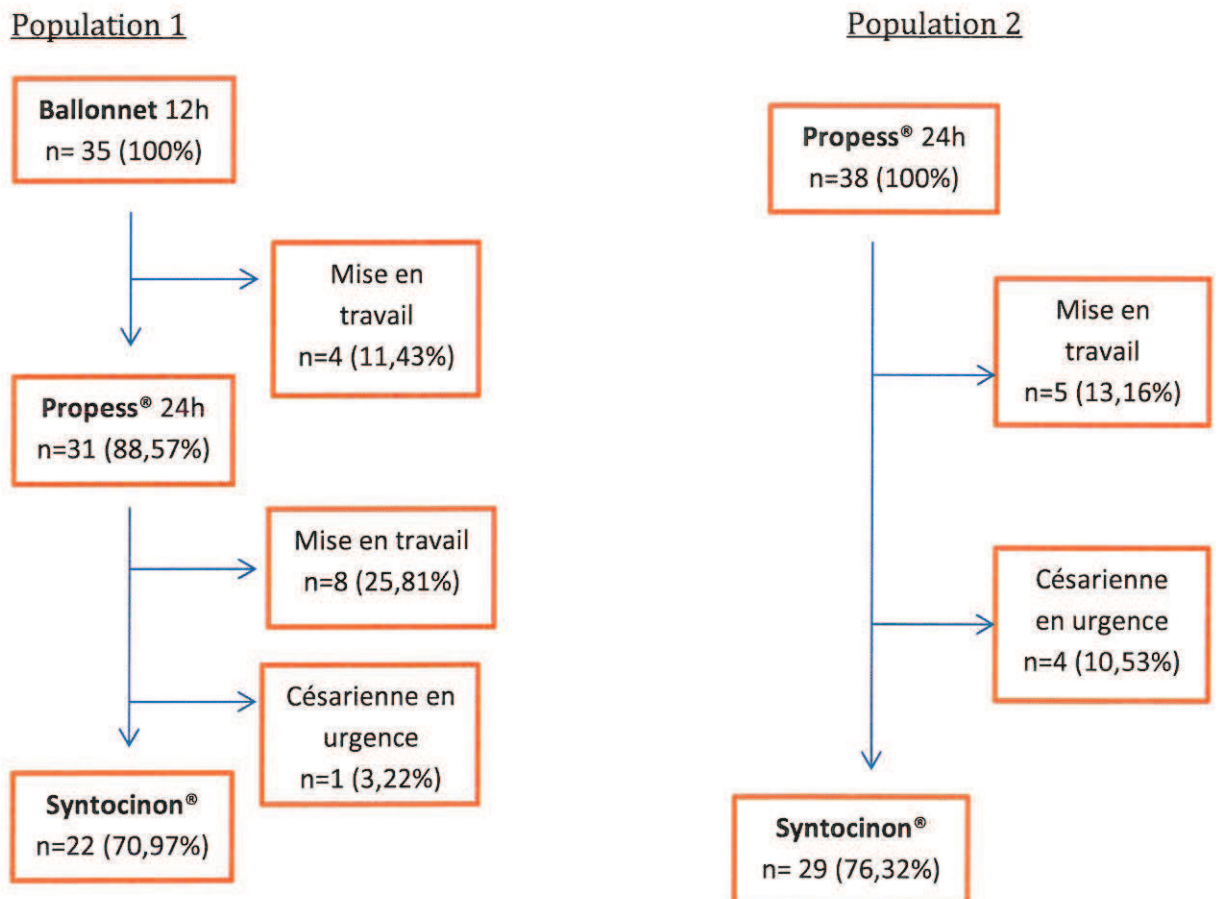 Population 1
Ballonnet 12h
n= 35 (100%)
Mise en
travail
n=4 (11,43%)
Propess® 24h
n=31 (88,57%)
Mise en travail
n=8 (25,81%)
Césarienne en
urgence
n=1 (3,22%)
Syntocinon®
n=22 (70,97%)
Population 2
Propess® 24h
n=38 (100%)
Mise en
travail
n=5 (13,16%)
Césarienne
en urgence
n=4 (10,53%)
Syntocinon®
n= 29 (76,32%)